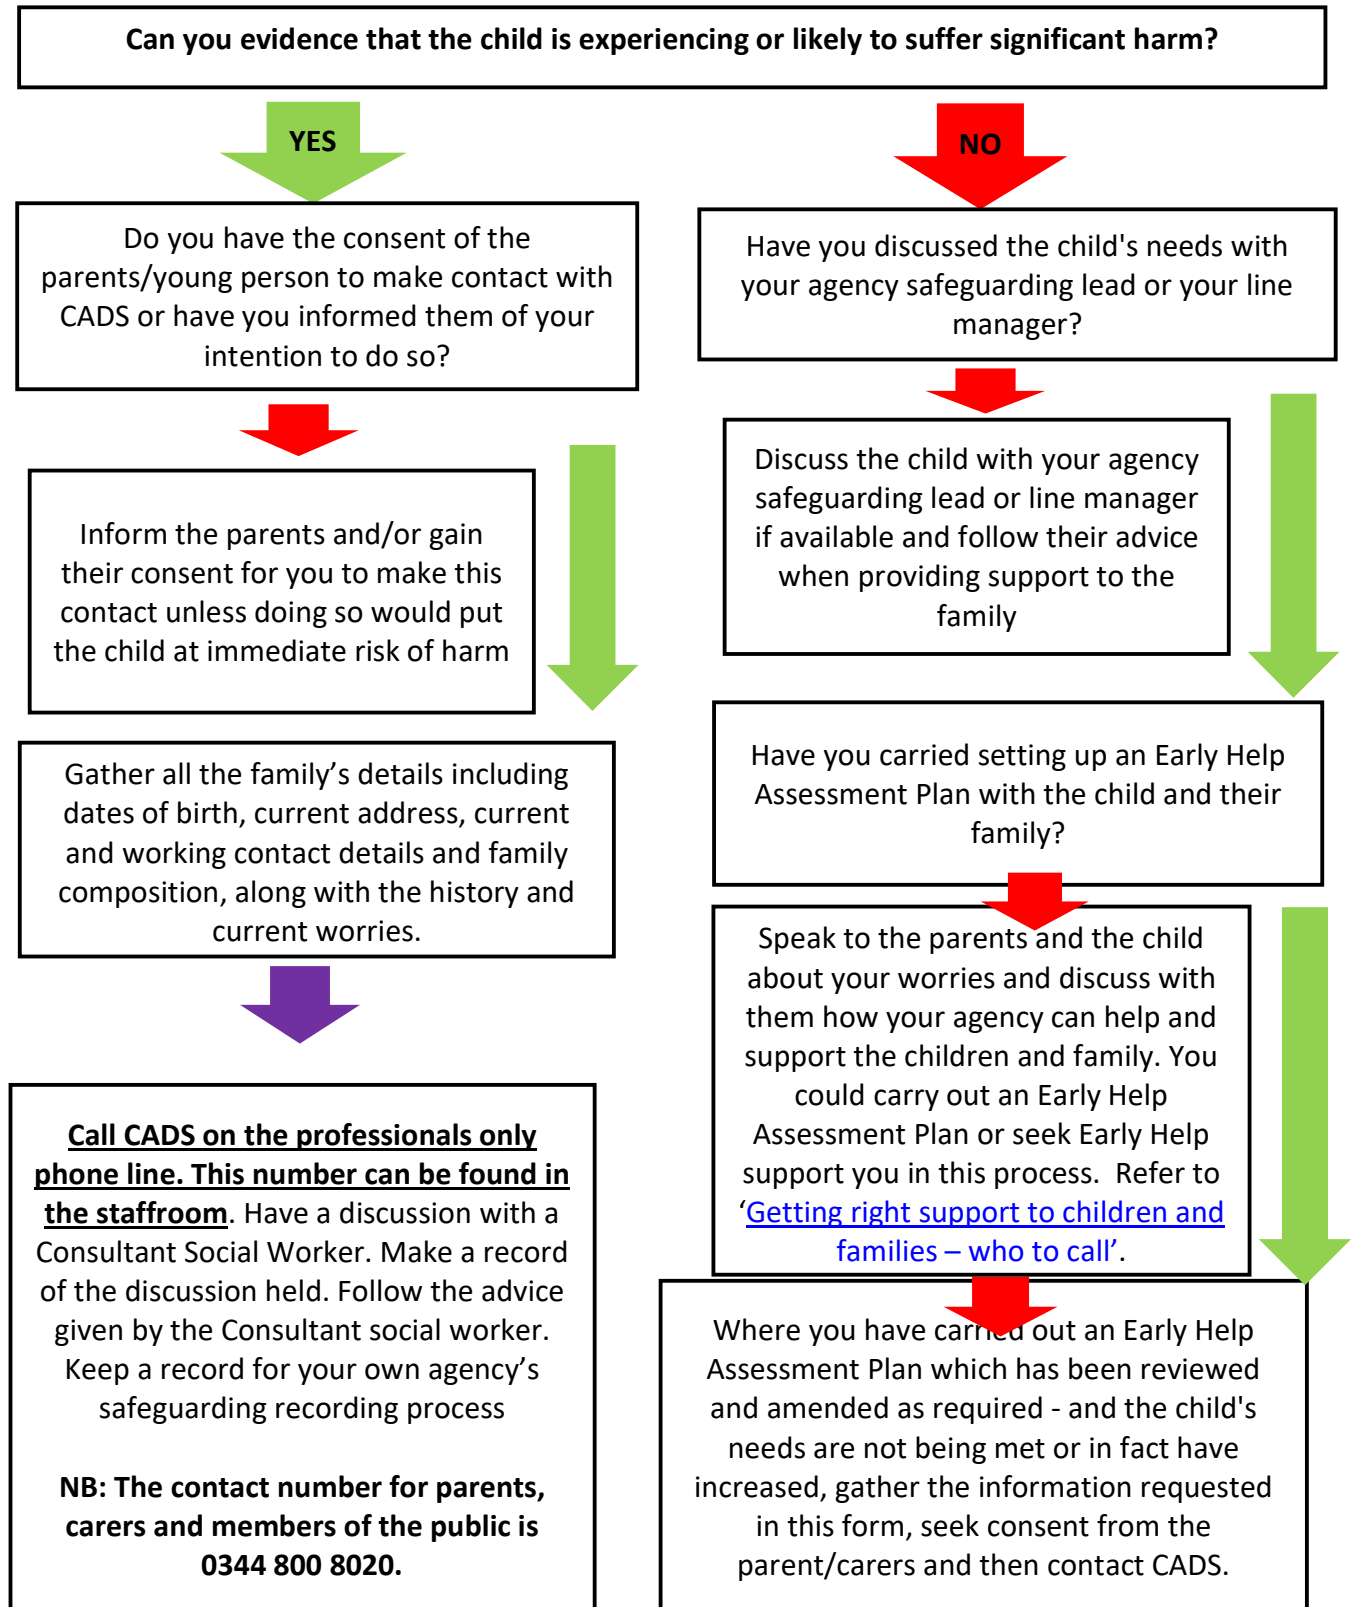 Can you evidence that the child is experiencing or likely to suffer significant harm?
YES
NO
Do you have the consent of the
parents/young person to make contact with
CADS or have you informed them of your
intention to do so?
Inform the parents and/or gain
their consent for you to make this
contact unless doing so would put
the child at immediate risk of harm
Gather all the family’s details including
dates of birth, current address, current
and working contact details and family
composition, along with the history and
current worries.
Call CADS on the professionals only
phone line. This number can be found in
the staffroom. Have a discussion with a
Consultant Social Worker. Make a record
of the discussion held. Follow the advice
given by the Consultant social worker.
Keep a record for your own agency’s
safeguarding recording process
NB: The contact number for parents,
carers and members of the public is
0344 800 8020.
Have you discussed the child's needs with
your agency safeguarding lead or your line
manager?
Discuss the child with your agency
safeguarding lead or line manager
if available and follow their advice
when providing support to the
family
Have you carried setting up an Early Help
Assessment Plan with the child and their
family?
Speak to the parents and the child
about your worries and discuss with
them how your agency can help and
support the children and family. You
could carry out an Early Help
Assessment Plan or seek Early Help
support you in this process.  Refer to
‘Getting right support to children and
families – who to call’.
Where you have carried out an Early Help
Assessment Plan which has been reviewed
and amended as required - and the child's
needs are not being met or in fact have
increased, gather the information requested
in this form, seek consent from the
parent/carers and then contact CADS.